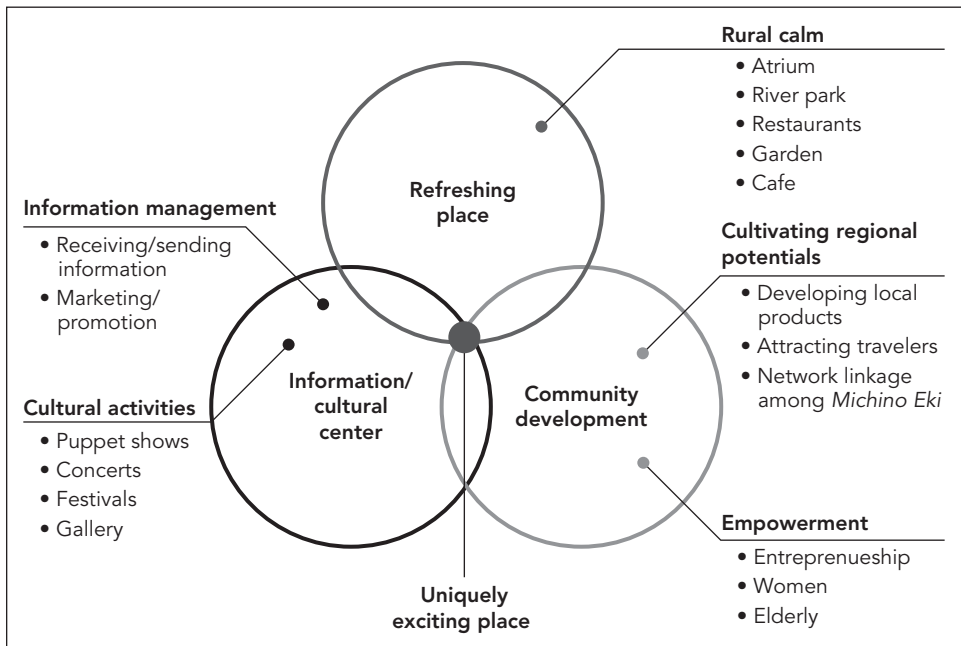 Rural calm
• Atrium
• River park
• Restaurants
• Garden
• Cafe
Refreshing
place
Information management
• Receiving/sending
information
• Marketing/
promotion
Cultivating regional
potentials
• Developing local
products
• Attracting travelers
• Network linkage
among Michino Eki
Information/
cultural
center
Community
development
Cultural activities
• Puppet shows
• Concerts
• Festivals
• Gallery
Empowerment
• Entreprenueship
• Women
• Elderly
Uniquely
exciting place